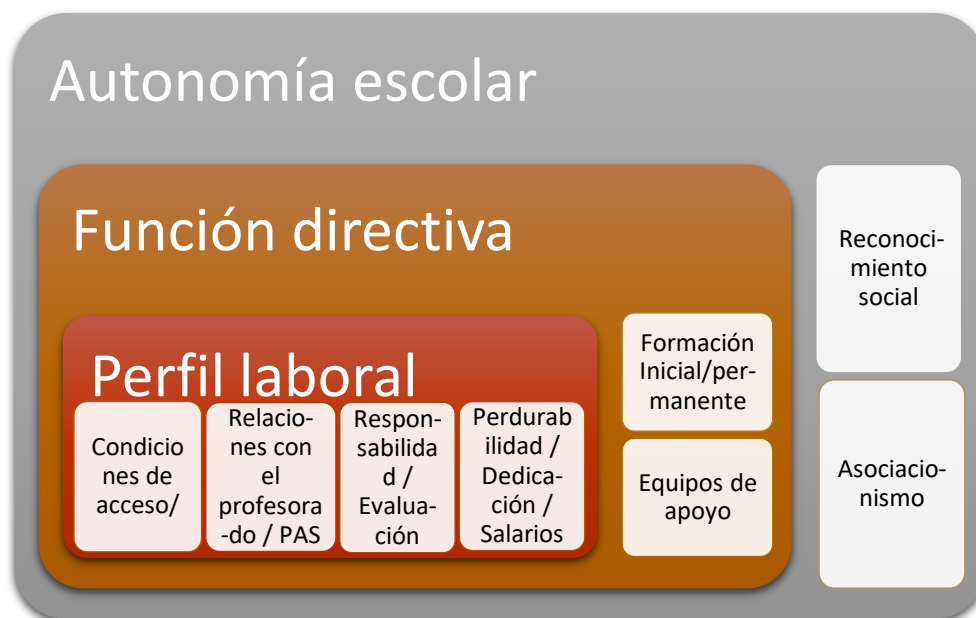 Autonomía escolar
Función directiva
Reconoci-
miento
social
Perfil laboral
Formación
Inicial/per-
manente
Condicio
nes de
acceso/
Relacio-
nes con
el
profesora
-do / PAS
Respon-
sabilida
d /
Evalua-
ción
Perdurab
ilidad /
Dedica-
ción /
Salarios
Equipos de
apoyo
Asociacio-
nismo